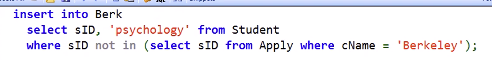 insert into Berk
select sID, 'psychology' from Student
where sID not in (select sID from Apply where cName = 'Berkeley');